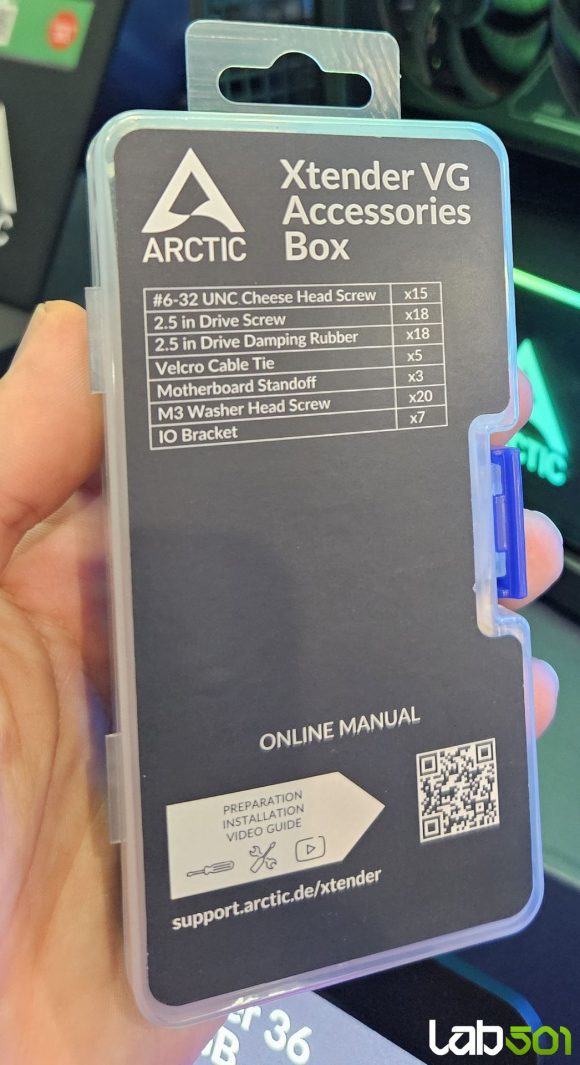 ARCTIC
Xtender VG
Accessories
Box
#6-32 UNC Cheese Head Screw x15
2.5 in Drive Screw x18
2.5 in Drive Damping Rubber x18
Velcro Cable Tie x5
Motherboard Standoff x3
M3 Washer Head Screw x20
IO Bracket x7
ONLINE MANUAL
PREPARATION
INSTALLATION
VIDEO GUIDE
support.arctic.de/xtender
CTIC
36
lab501